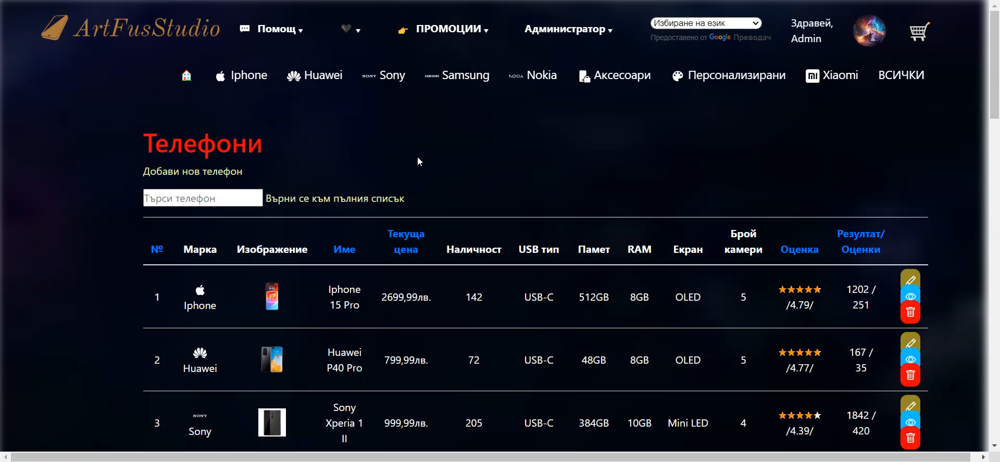 ArtFusStudio
Помощ
ПРОМОЦИИ
Администратор
Избиране на език
Предоставено от Google Преводач
Здравей,
Admin
Iphone
Huawei
SONY Sony
SAMSUNG Samsung
NOKIA Nokia
Аксесоари
Персонализирани
mi Xiaomi
ВСИЧКИ
Телефони
Добави нов телефон
Търси телефон Върни се към пълния списък
№ Марка Изображение Име Текуща цена Наличност USB тип Памет RAM Екран Брой камери Оценка Резултат/ Оценки
1 Iphone Iphone 15 Pro 2699,99лв. 142 USB-C 512GB 8GB OLED 5 /4.79/ 1202 / 251
2 Huawei Huawei P40 Pro 799,99лв. 72 USB-C 48GB 8GB OLED 5 /4.77/ 167 / 35
3 SONY Sony Sony Xperia 1 II 999,99лв. 205 USB-C 384GB 10GB Mini LED 4 /4.39/ 1842 / 420